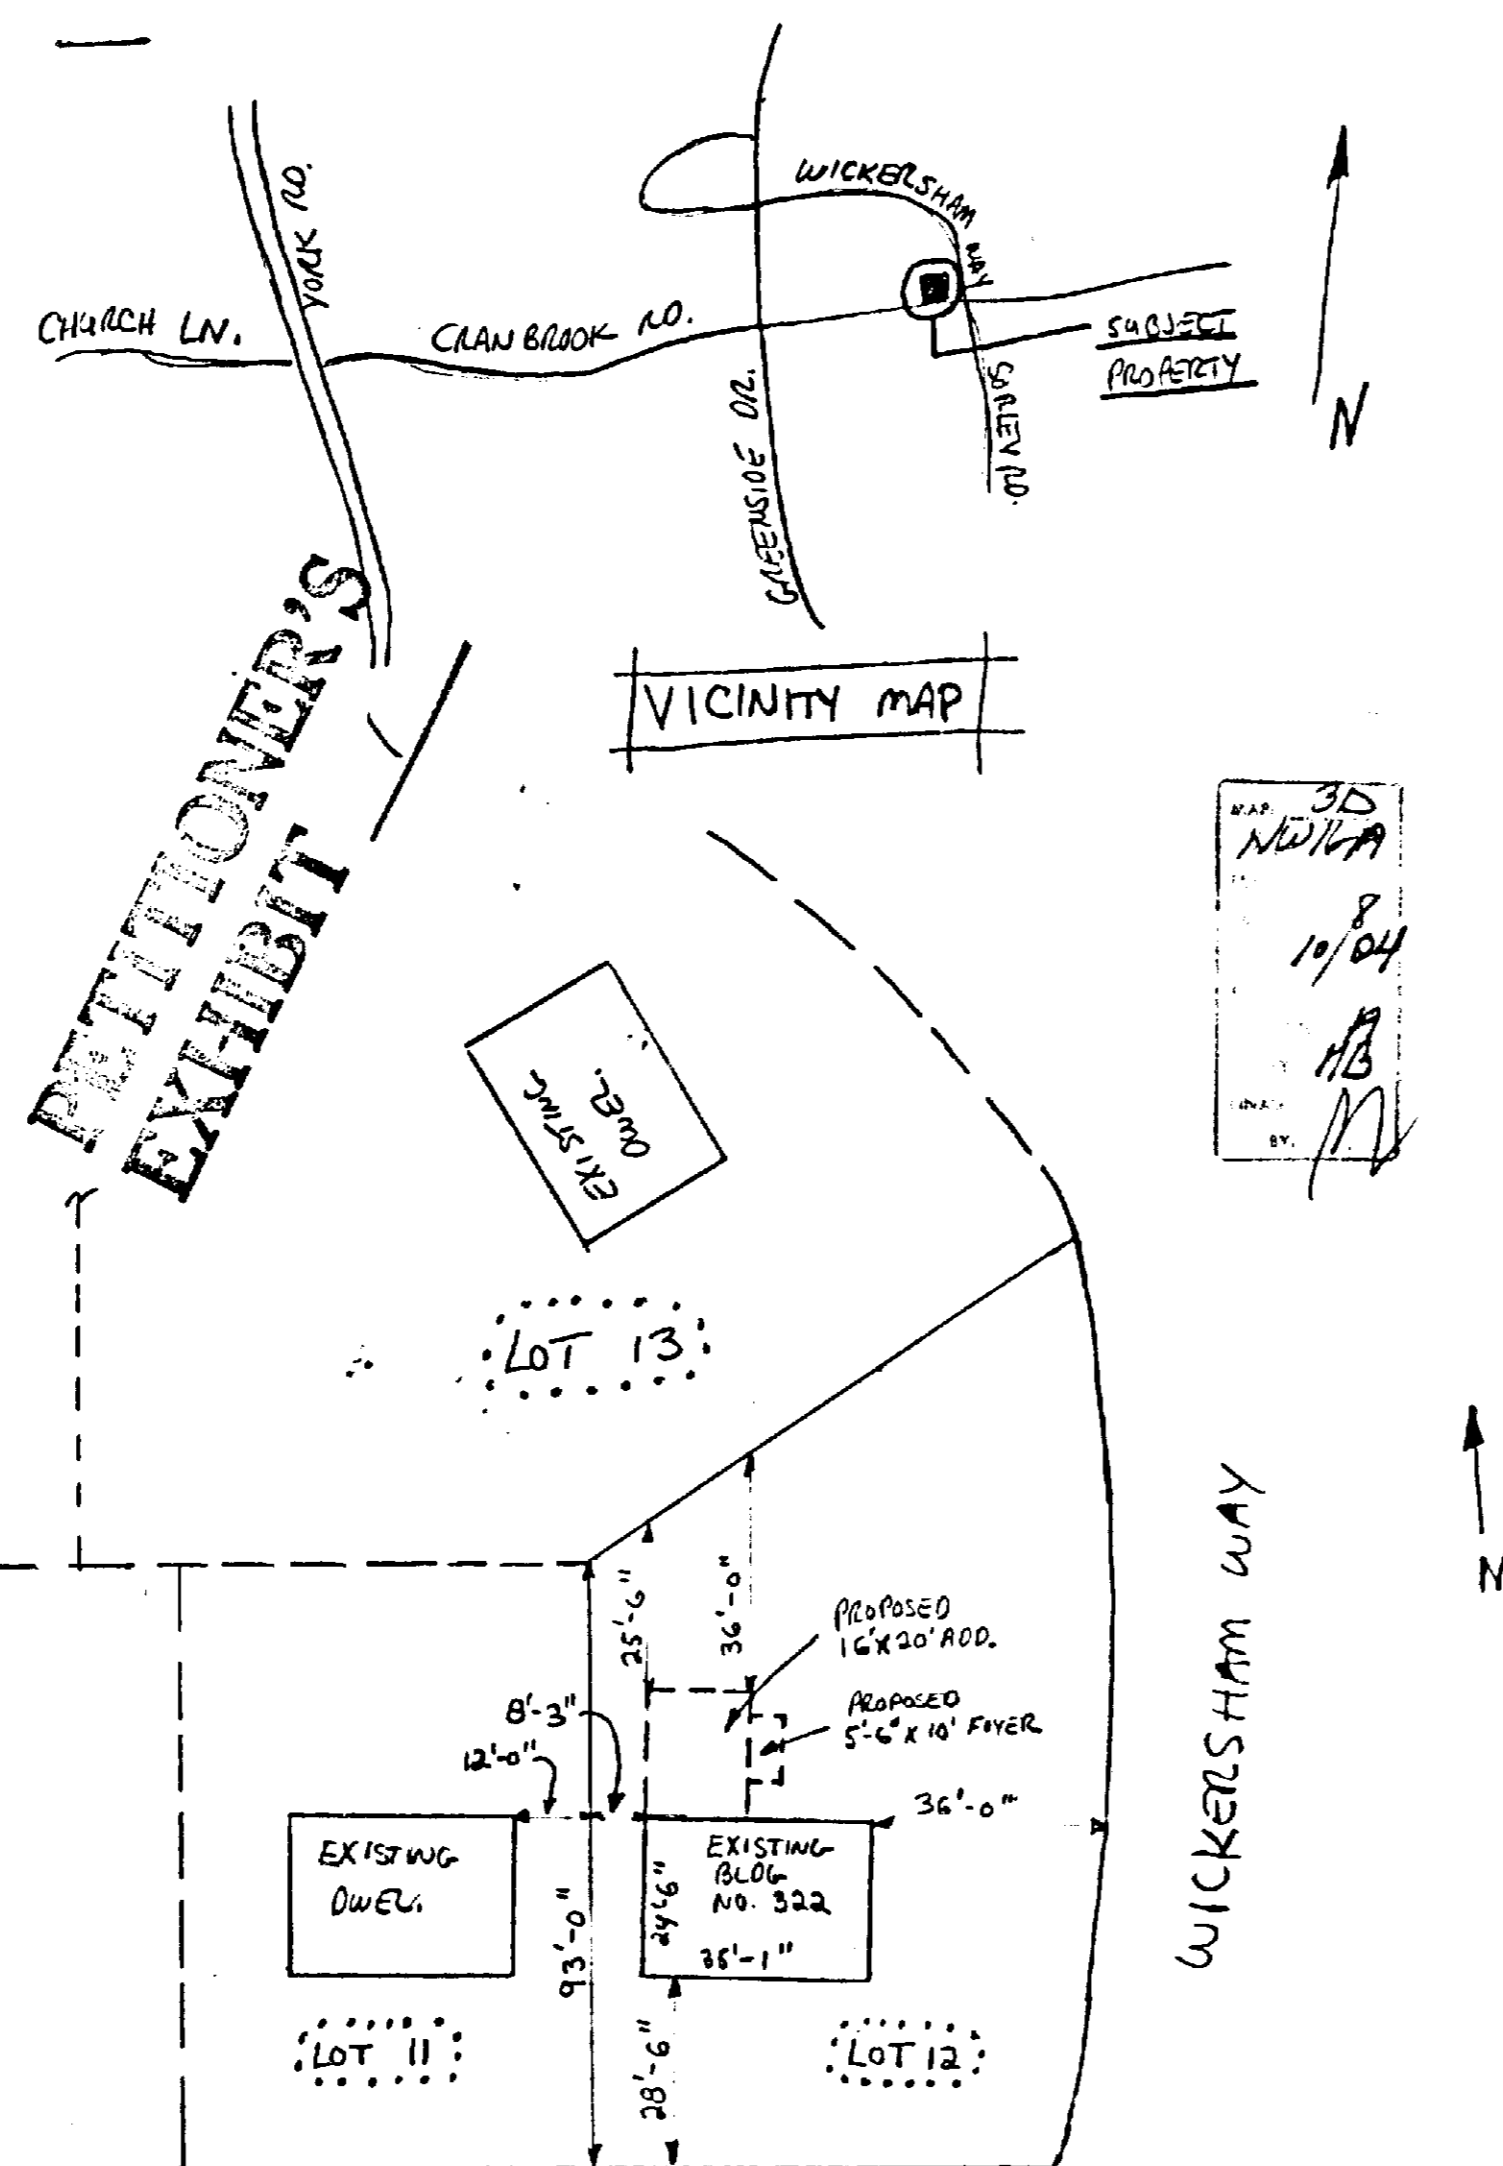 YORK RD.
WICKERSHAM WAY
CHURCH LN.
CRANBROOK RD.
SUBJECT
PROPERTY
GREENSIDE DR.
N
PETITIONER'S
EXHIBIT
VICINITY MAP
MAP 3D
10/04
8
HB
BY.
EXISTING
DWEL.
LOT 13
WICKERSHAM WAY
N
25'-6"
36'-0"
PROPOSED
16'X20' ADD.
PROPOSED
5'-6" X 10' FOYER
8'-3"
12'-0"
36'-0"
EXISTING
DWEL.
93'-0"
24'-6"
EXISTING
BLDG
NO. 322
35'-1"
LOT 11
28'-6"
LOT 12